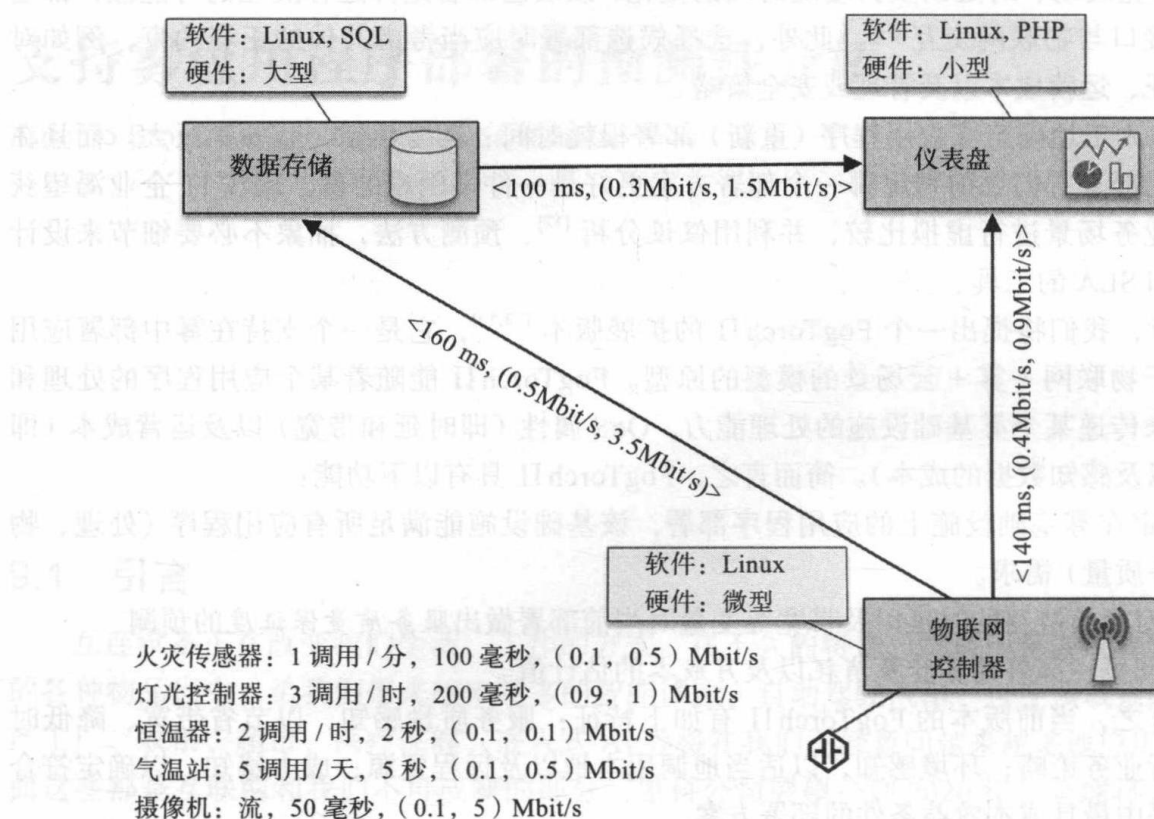 软件：Linux, SQL
硬件：大型
软件：Linux, PHP
硬件：小型
数据存储
<100 ms, (0.3Mbit/s, 1.5Mbit/s)>
仪表盘
<160 ms, (0.5Mbit/s, 3.5Mbit/s)>
<140 ms, (0.4Mbit/s, 0.9Mbit/s)>
软件：Linux
硬件：微型
物联网
控制器
火灾传感器：1 调用 / 分，100 毫秒，（0.1，0.5）Mbit/s
灯光控制器：3 调用 / 时，200 毫秒，（0.9，1）Mbit/s
恒温器：2 调用 / 时，2 秒，（0.1，0.1）Mbit/s
气温站：2 调用 / 天，5 秒，（0.1，0.5）Mbit/s
摄像机：流，50 毫秒，（0.1，5）Mbit/s